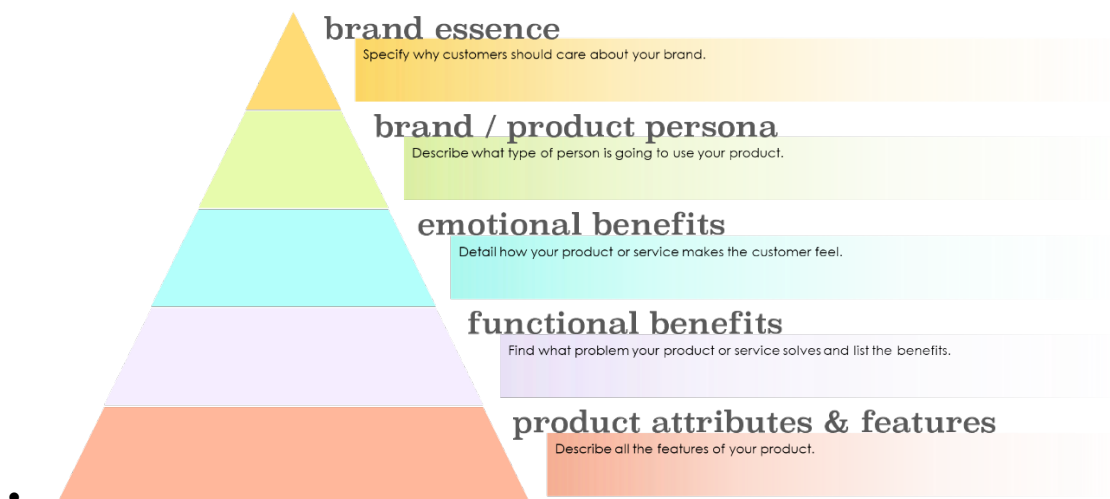 brand essence
Specify why customers should care about your brand.
brand / product persona
Describe what type of person is going to use your product.
emotional benefits
Detail how your product or service makes the customer feel.
functional benefits
Find what problem your product or service solves and list the benefits.
product attributes & features
Describe all the features of your product.